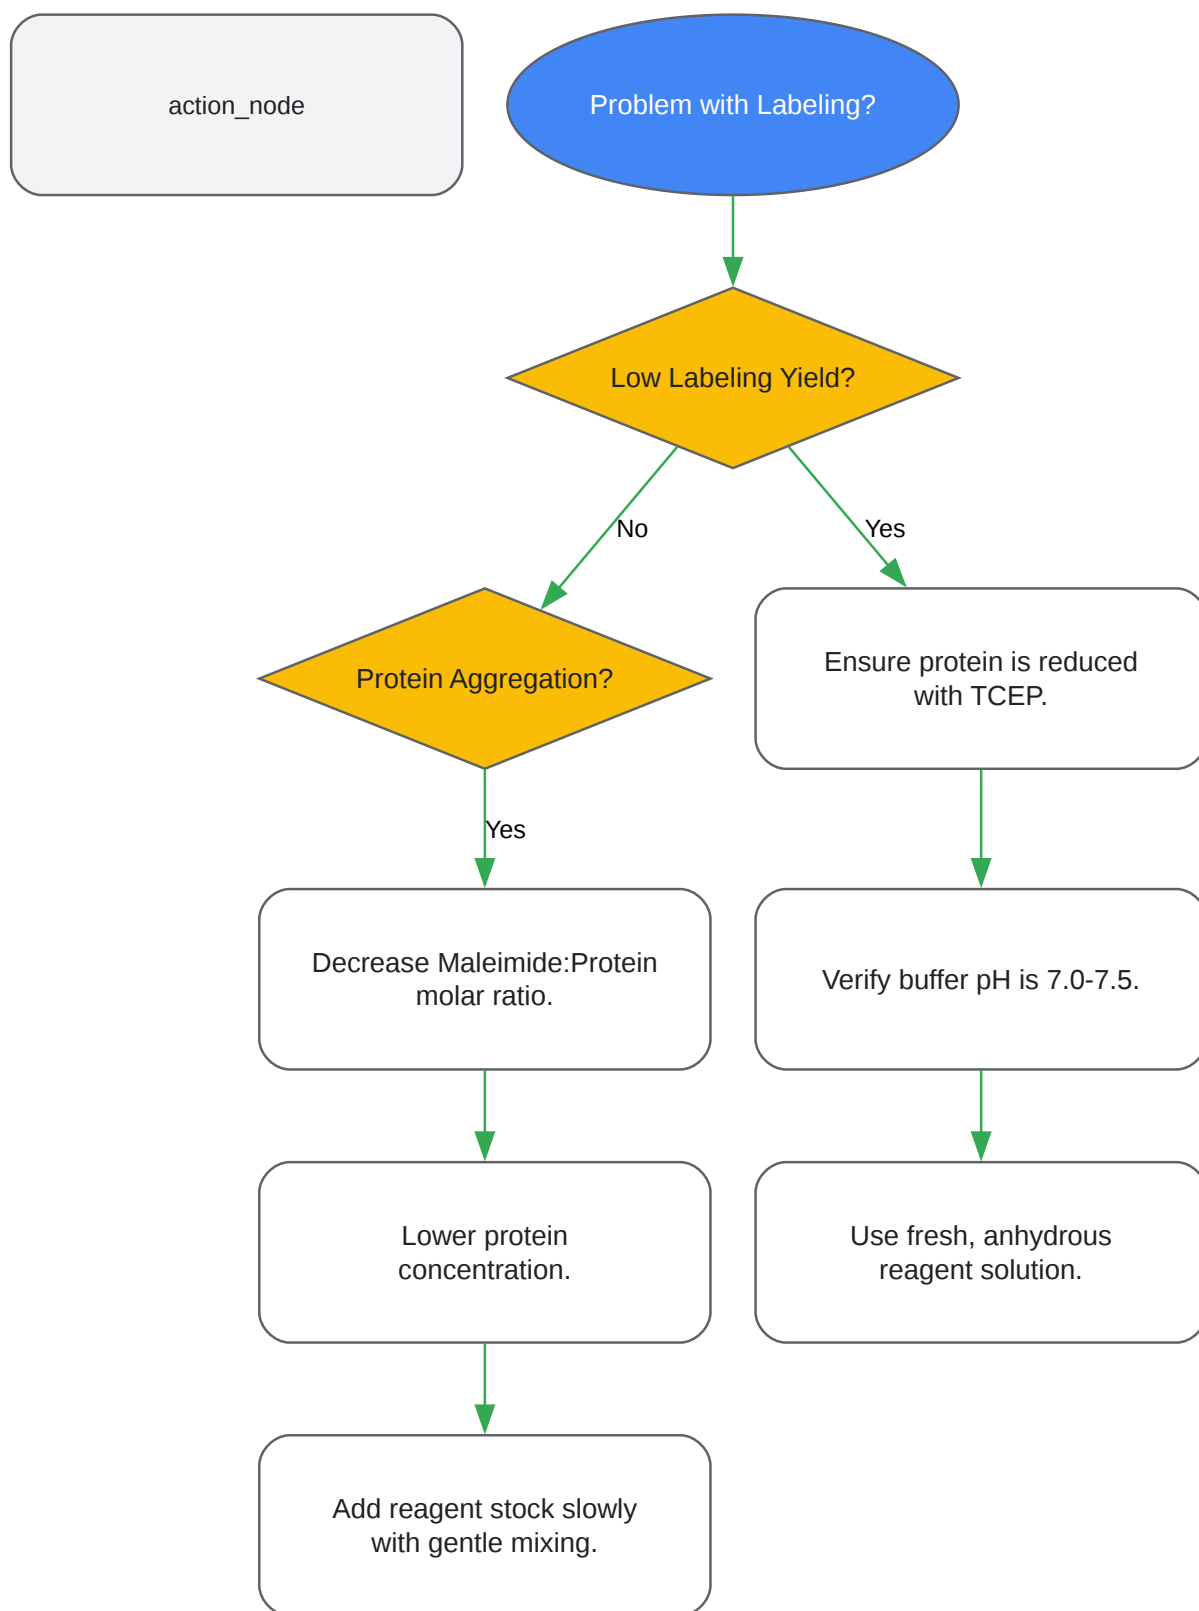 action_node
Problem with Labeling?
Low Labeling Yield?
No
Yes
Protein Aggregation?
Ensure protein is reduced
with TCEP.
Yes
Decrease Maleimide:Protein
molar ratio.
Verify buffer pH is 7.0-7.5.
Lower protein
concentration.
Use fresh, anhydrous
reagent solution.
Add reagent stock slowly
with gentle mixing.